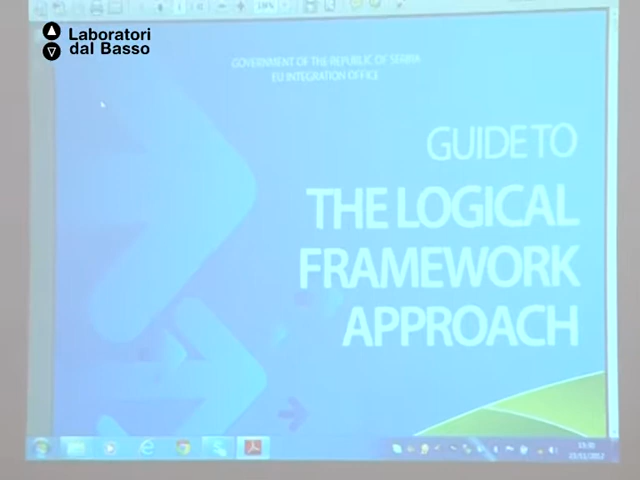 Laboratori
dal Basso
GOVERNMENT OF THE REPUBLIC OF SERBIA
EU INTEGRATION OFFICE
GUIDE TO
THE LOGICAL
FRAMEWORK
APPROACH